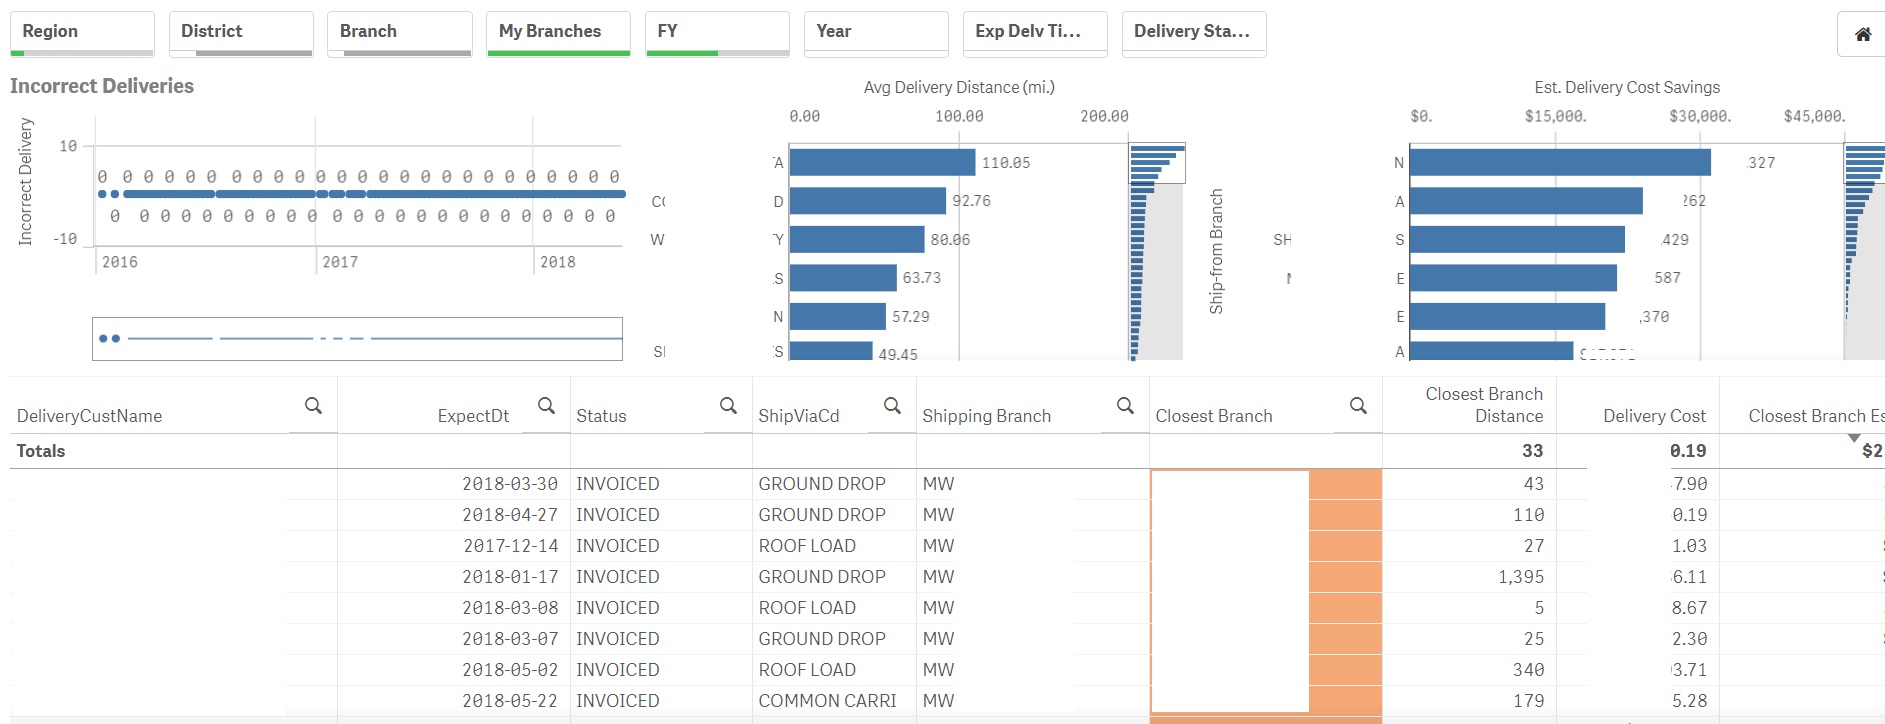 Region District Branch My Branches FY Year Exp Delv Ti... Delivery Sta...
Incorrect Deliveries
Incorrect Delivery
10
0 0 0 0 0 0 0 0 0 0 0 0 0 0 0 0 0 0 0 0 0 0 0 0
0 0 0 0 0 0 0 0 0 0 0 0 0 0 0 0 0 0 0 0 0 0 0 0
-10
2016 2017 2018
Avg Delivery Distance (mi.)
0.00 100.00 200.00
A 110.05
D 92.76
W Y 80.06
S 63.73
N 57.29
S 49.45
Est. Delivery Cost Savings
Ship-from Branch
$0. $15,000. $30,000. $45,000.
N 327
A 262
SH S 429
E 587
E ,370
A
DeliveryCustName ExpectDt Status ShipViaCd Shipping Branch Closest Branch Closest Branch Distance Delivery Cost Closest Branch Es
Totals 33 0.19 $2
2018-03-30 INVOICED GROUND DROP MW 43 7.90
2018-04-27 INVOICED GROUND DROP MW 110 0.19
2017-12-14 INVOICED ROOF LOAD MW 27 1.03
2018-01-17 INVOICED GROUND DROP MW 1,395 6.11
2018-03-08 INVOICED ROOF LOAD MW 5 8.67
2018-03-07 INVOICED GROUND DROP MW 25 2.30
2018-05-02 INVOICED ROOF LOAD MW 340 3.71
2018-05-22 INVOICED COMMON CARRI MW 179 5.28